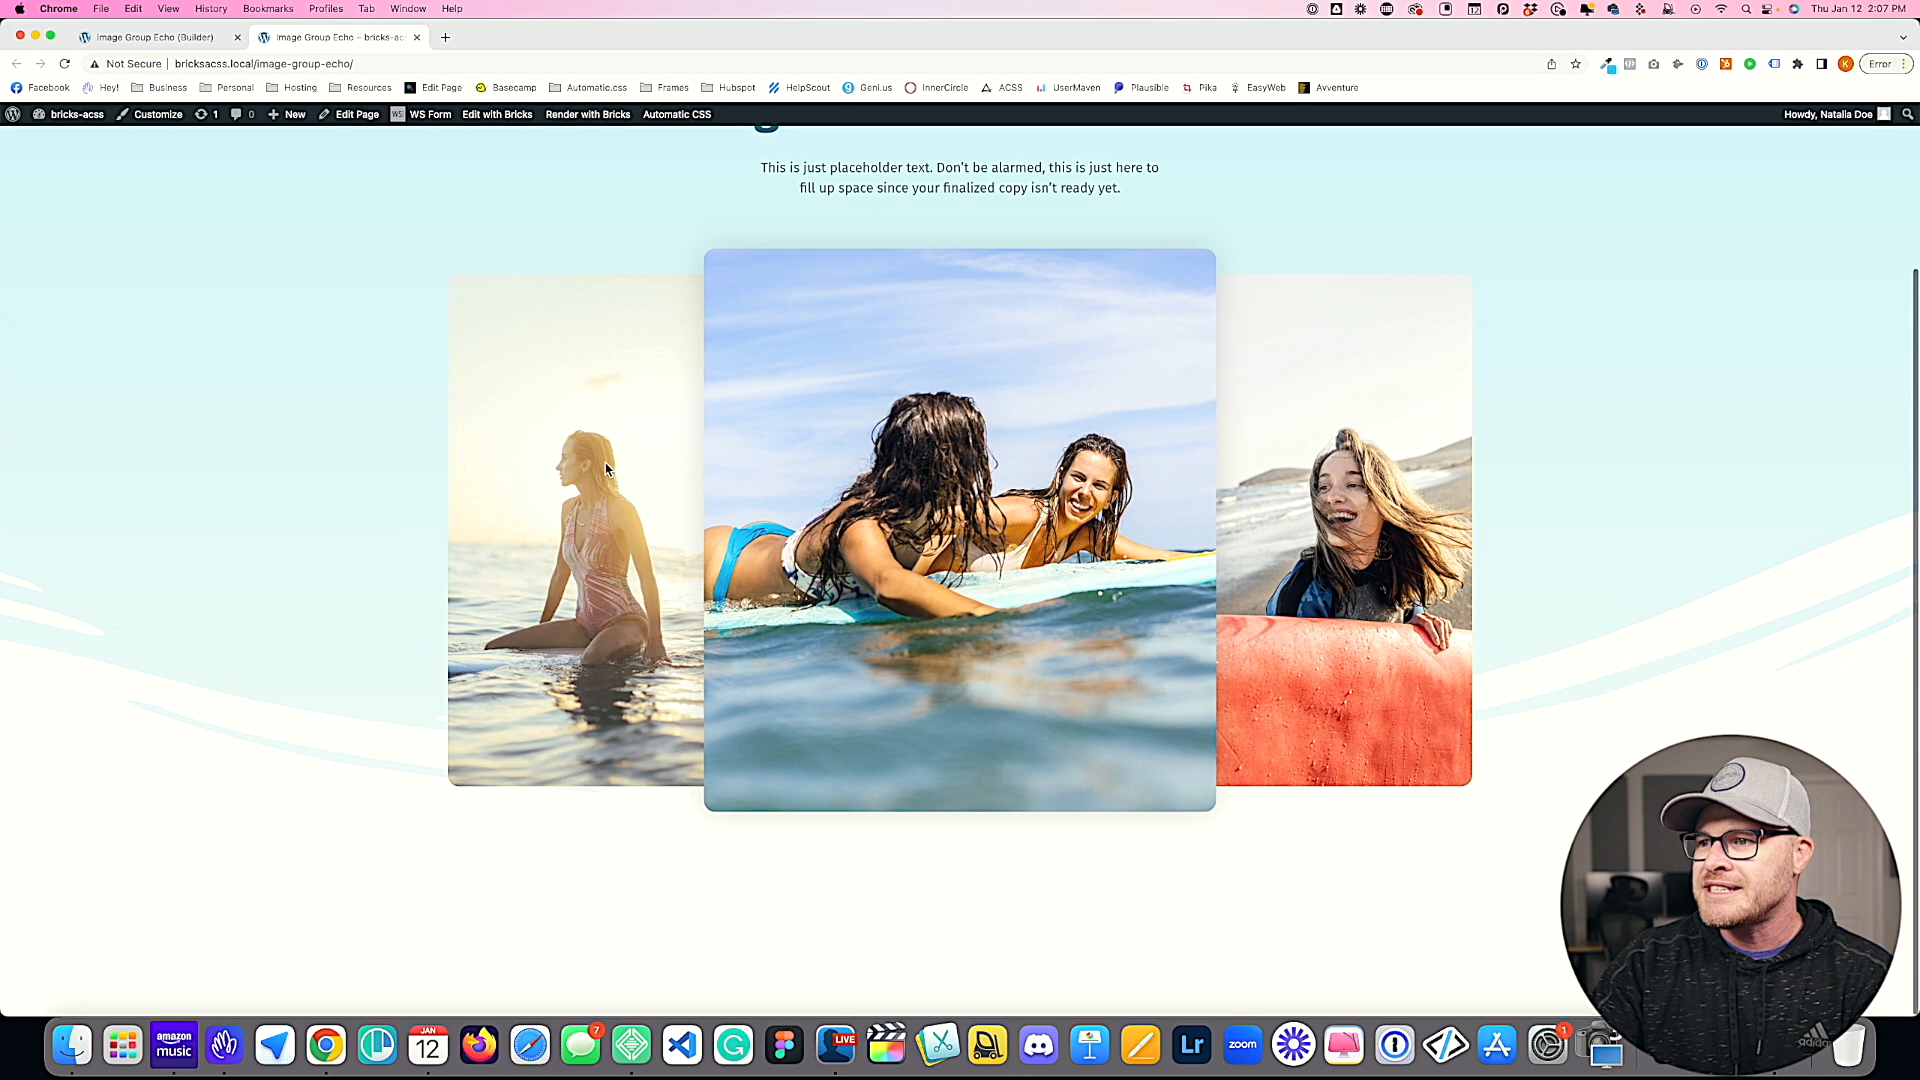 Chrome File Edit View History Bookmarks Profiles Tab Window Help
Thu Jan 12 2:07 PM
Image Group Echo (Builder)
Image Group Echo – bricks-ac
Not Secure bricksacss.local/image-group-echo/
Error
Facebook Hey! Business Personal Hosting Resources Edit Page Basecamp Automatic.css Frames Hubspot HelpScout Geni.us InnerCircle ACSS UserMaven Plausible Pika EasyWeb Avventure
bricks-acss Customize 1 0 New Edit Page WS Form Edit with Bricks Render with Bricks Automatic CSS
Howdy, Natalia Doe
This is just placeholder text. Don't be alarmed, this is just here to
fill up space since your finalized copy isn't ready yet.
amazon
music
JAN
12
7
LIVE
Lr
zoom
1
adidas